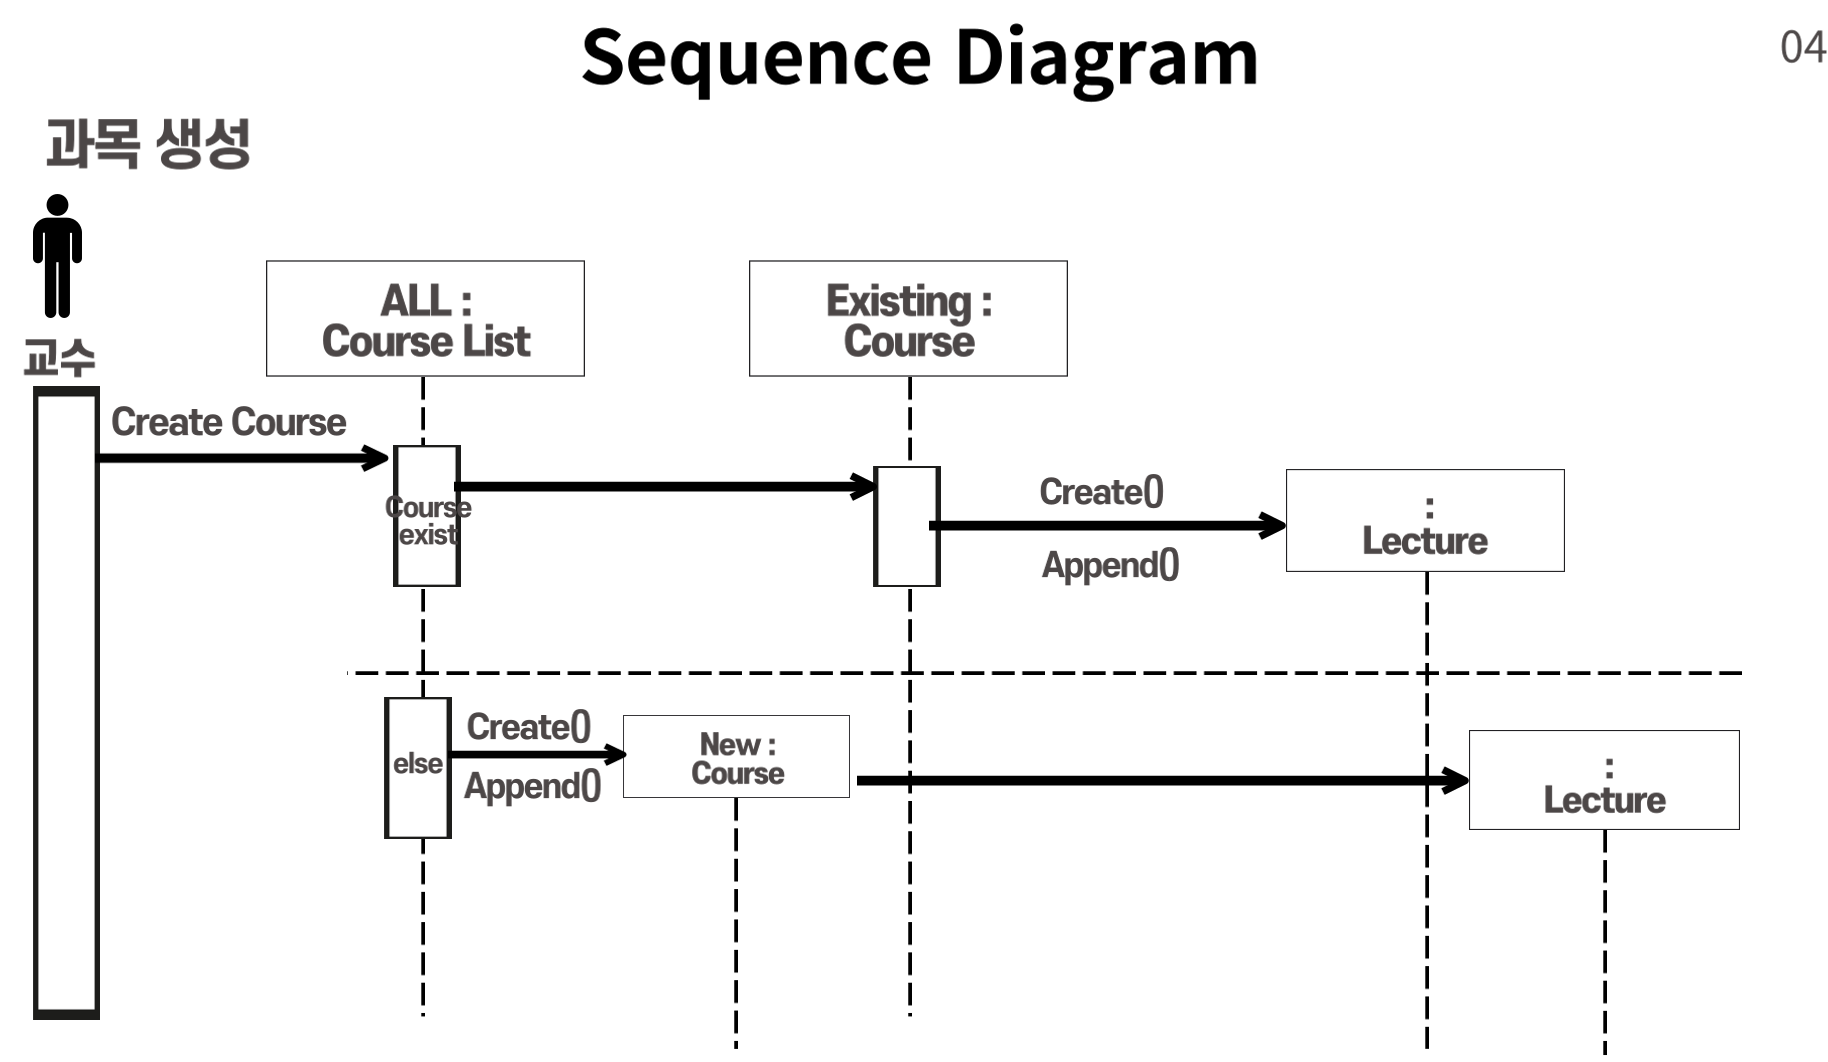 Sequence Diagram
04
과목 생성
교수
ALL :
Course List
Existing :
Course
Create Course
Course
exist
Create()
Append()
:
Lecture
else
Create()
Append()
New :
Course
:
Lecture